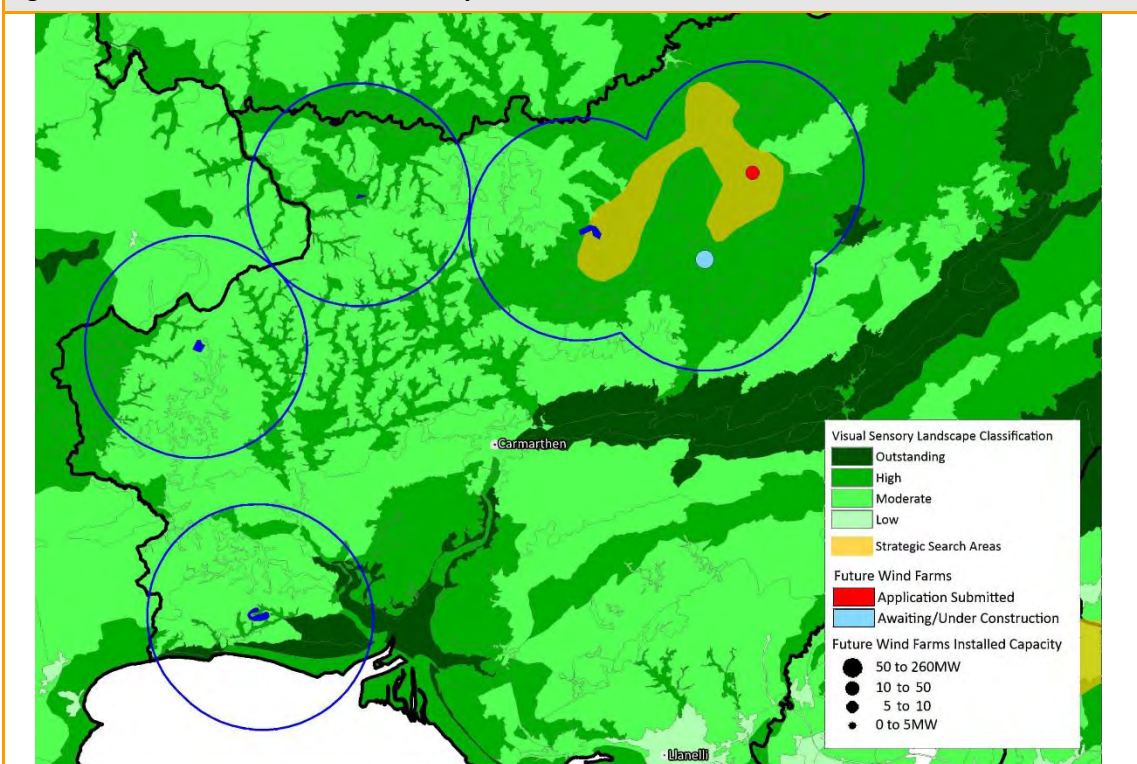 Carmarthen
Llanelli
Visual Sensory Landscape Classification
Outstanding
High
Moderate
Low
Strategic Search Areas
Future Wind Farms
Application Submitted
Awaiting/Under Construction
Future Wind Farms Installed Capacity
50 to 260MW
10 to 50
5 to 10
0 to 5MW